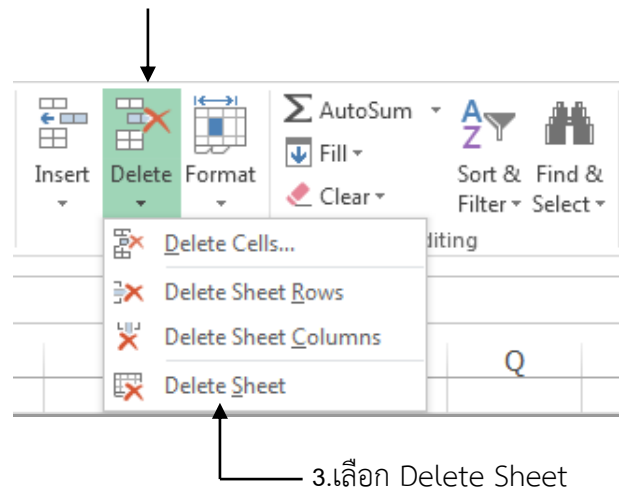 AutoSum
Fill
Clear
Insert
Delete
Format
Sort &
Filter
Find &
Select
iting
Delete Cells...
Delete Sheet Rows
Delete Sheet Columns
Delete Sheet
Q
3.เลือก Delete Sheet